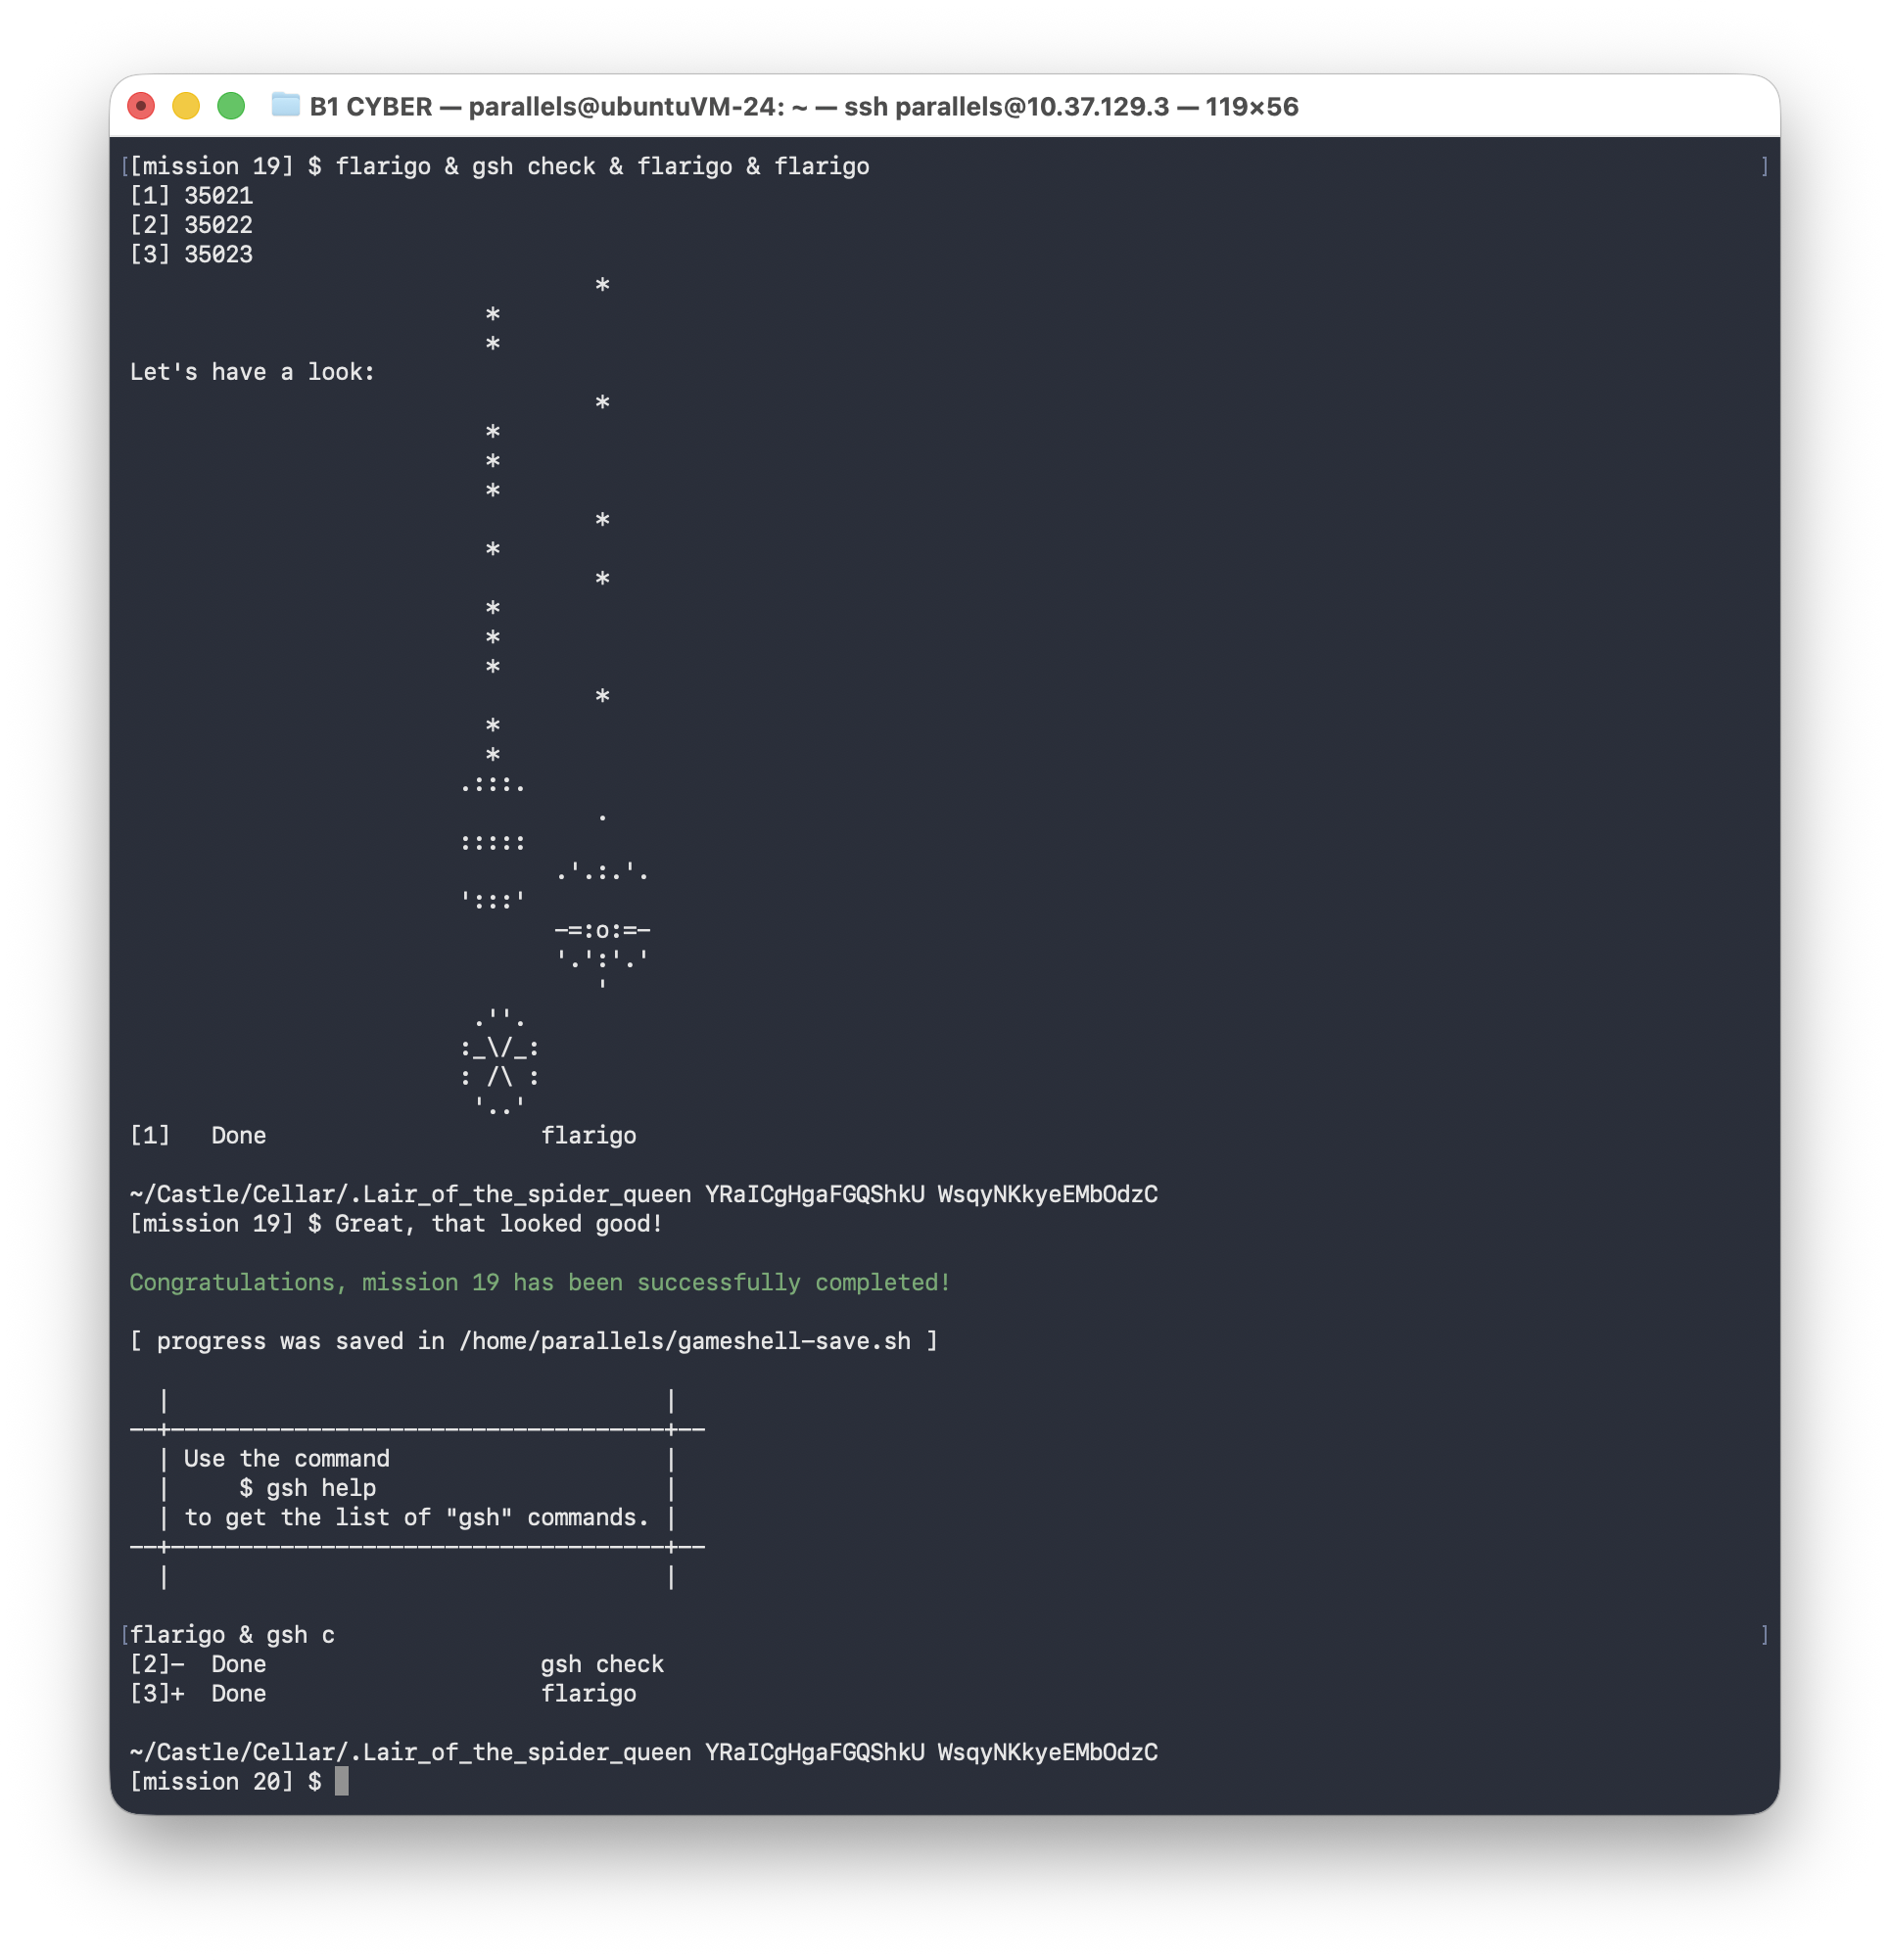 B1 CYBER — parallels@ubuntuVM-24: ~ — ssh parallels@10.37.129.3 — 119×56
[[mission 19] $ flarigo & gsh check & flarigo & flarigo ]
[1] 35021
[2] 35022
[3] 35023
                                  *
                          *
                          *
Let's have a look:
                                  *
                          *
                          *
                          *
                                  *
                          *
                                  *
                          *
                          *
                          *
                                  *
                          *
                          *
                        .:::.
                                  .
                        :::::
                               .'.:.'.
                        ':::'
                               -=:o:=-
                               '.':'.'
                                  '
                         .''.
                        :_\/_:
                        : /\ :
                         '..'
[1]   Done                    flarigo
~/Castle/Cellar/.Lair_of_the_spider_queen YRaICgHgaFGQShkU WsqyNKkyeEMbOdzC
[mission 19] $ Great, that looked good!
Congratulations, mission 19 has been successfully completed!
[ progress was saved in /home/parallels/gameshell-save.sh ]
  |                                    |
--+------------------------------------+--
  | Use the command                    |
  |     $ gsh help                     |
  | to get the list of "gsh" commands. |
--+------------------------------------+--
  |                                    |
[flarigo & gsh c ]
[2]-  Done                    gsh check
[3]+  Done                    flarigo
~/Castle/Cellar/.Lair_of_the_spider_queen YRaICgHgaFGQShkU WsqyNKkyeEMbOdzC
[mission 20] $